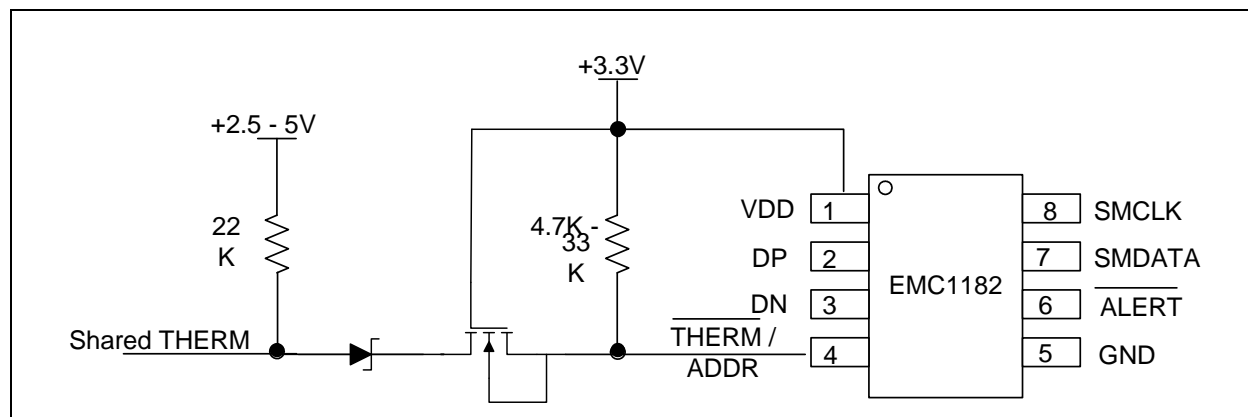 +3.3V
+2.5 - 5V
22
K
4.7K -
33
K
Shared THERM
VDD
DP
DN
THERM /
ADDR
1
2
3
4
EMC1182
8
7
6
5
SMCLK
SMDATA
ALERT
GND